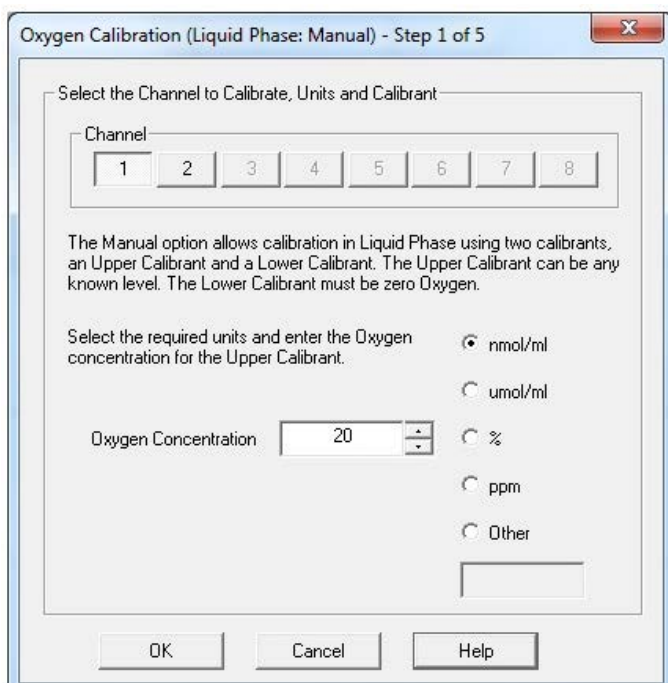 Oxygen Calibration (Liquid Phase: Manual) - Step 1 of 5
X
Select the Channel to Calibrate, Units and Calibrant
Channel
1 2 3 4 5 6 7 8
The Manual option allows calibration in Liquid Phase using two calibrants,
an Upper Calibrant and a Lower Calibrant. The Upper Calibrant can be any
known level. The Lower Calibrant must be zero Oxygen.
Select the required units and enter the Oxygen
concentration for the Upper Calibrant.
nmol/ml
umol/ml
Oxygen Concentration 20 %
ppm
Other
OK Cancel Help